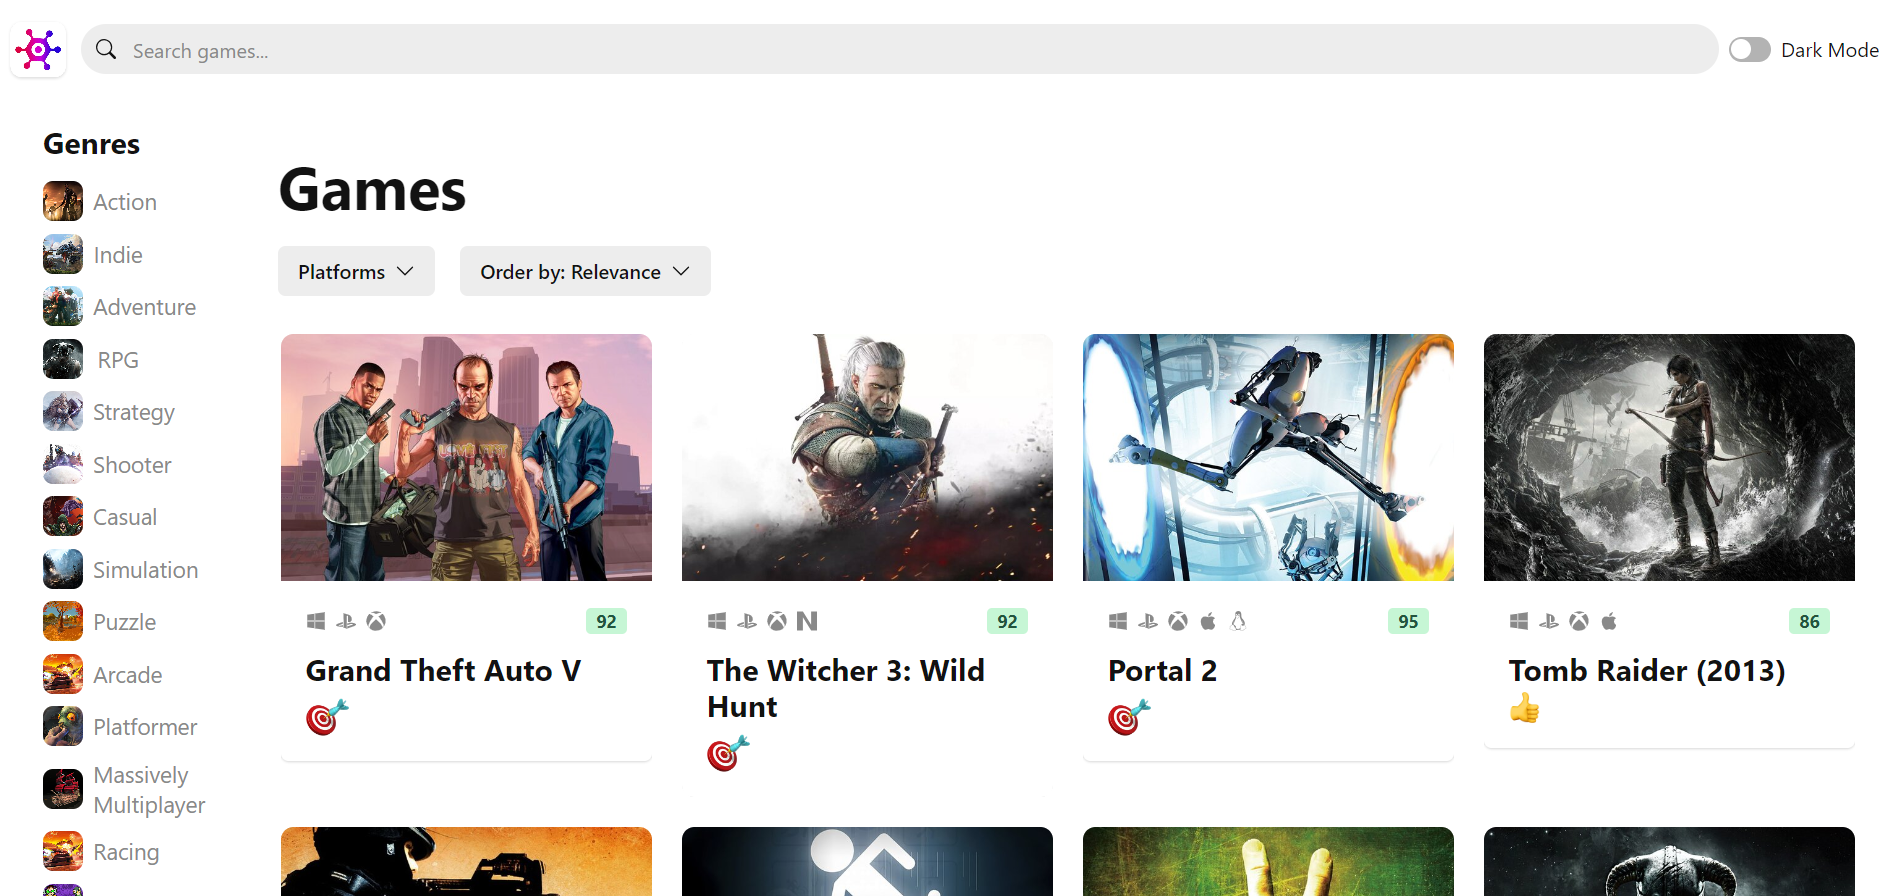 Search games...
Dark Mode
Genres
Action
Indie
Adventure
RPG
Strategy
Shooter
Casual
Simulation
Puzzle
Arcade
Platformer
Massively
Multiplayer
Racing
Games
Platforms
Order by: Relevance
92
Grand Theft Auto V
92
The Witcher 3: Wild
Hunt
95
Portal 2
86
Tomb Raider (2013)